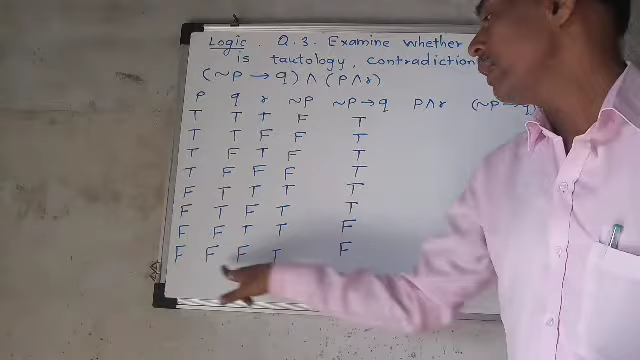 Logic . Q.3. Examine whether
is tautology, contradiction
(~p → q) ∧ (p ∧ r)
p q r ~p ~p → q p ∧ r (~p → q)
T T T F T
T T F F T
T F T F T
T F F F T
F T T T T
F T F T T
F F T T F
F F F T F